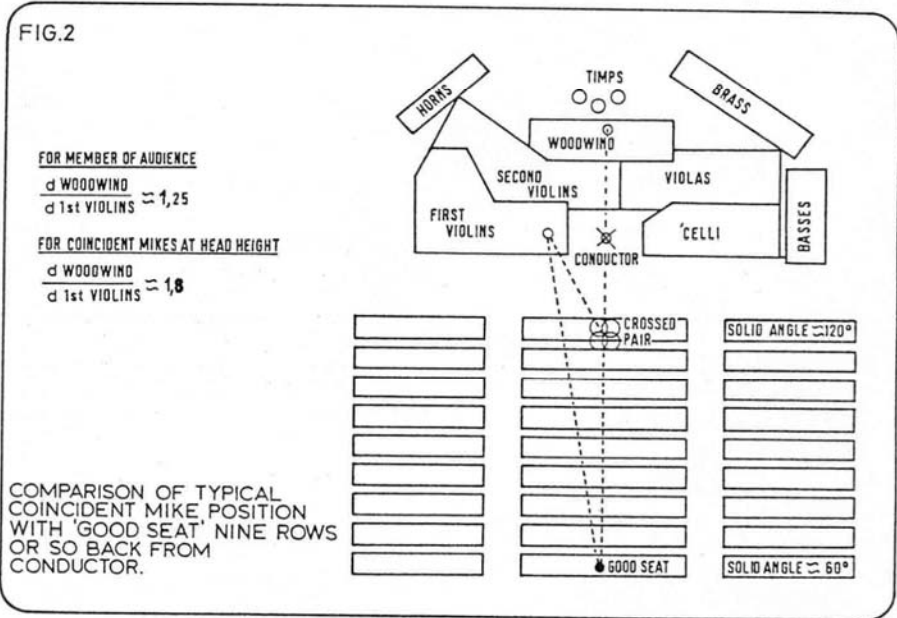 FIG.2
FOR MEMBER OF AUDIENCE
d WOODWIND
d 1st VIOLINS ≈ 1,25
FOR COINCIDENT MIKES AT HEAD HEIGHT
d WOODWIND
d 1st VIOLINS ≈ 1,8
COMPARISON OF TYPICAL
COINCIDENT MIKE POSITION
WITH 'GOOD SEAT' NINE ROWS
OR SO BACK FROM
CONDUCTOR.
HORNS
TIMPS
BRASS
WOODWIND
SECOND
VIOLINS
VIOLAS
FIRST
VIOLINS
'CELLI
BASSES
CONDUCTOR
CROSSED
PAIR
SOLID ANGLE ≈120°
GOOD SEAT
SOLID ANGLE ≈ 60°